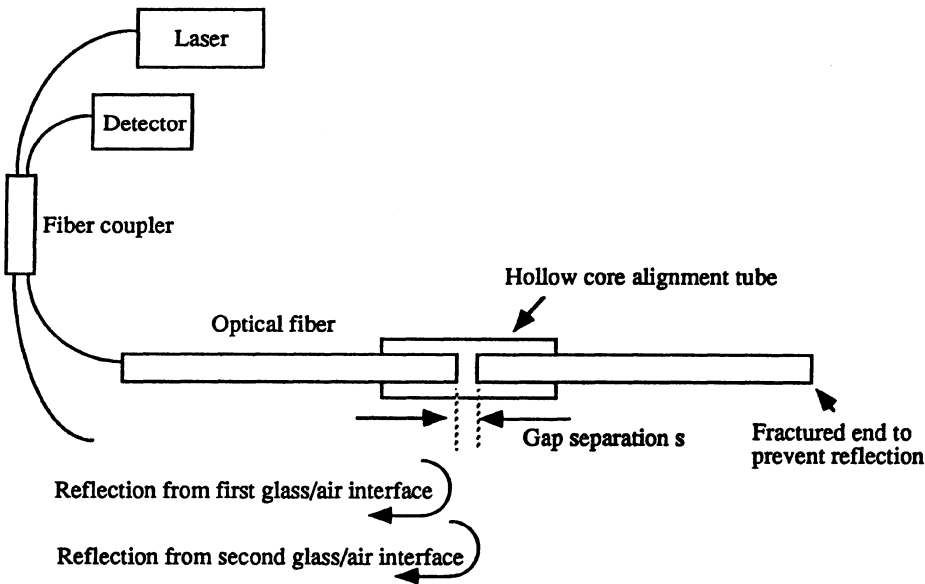 Laser
Detector
Fiber coupler
Hollow core alignment tube
Optical fiber
Gap separation s
Fractured end to
prevent reflection
Reflection from first glass/air interface
Reflection from second glass/air interface